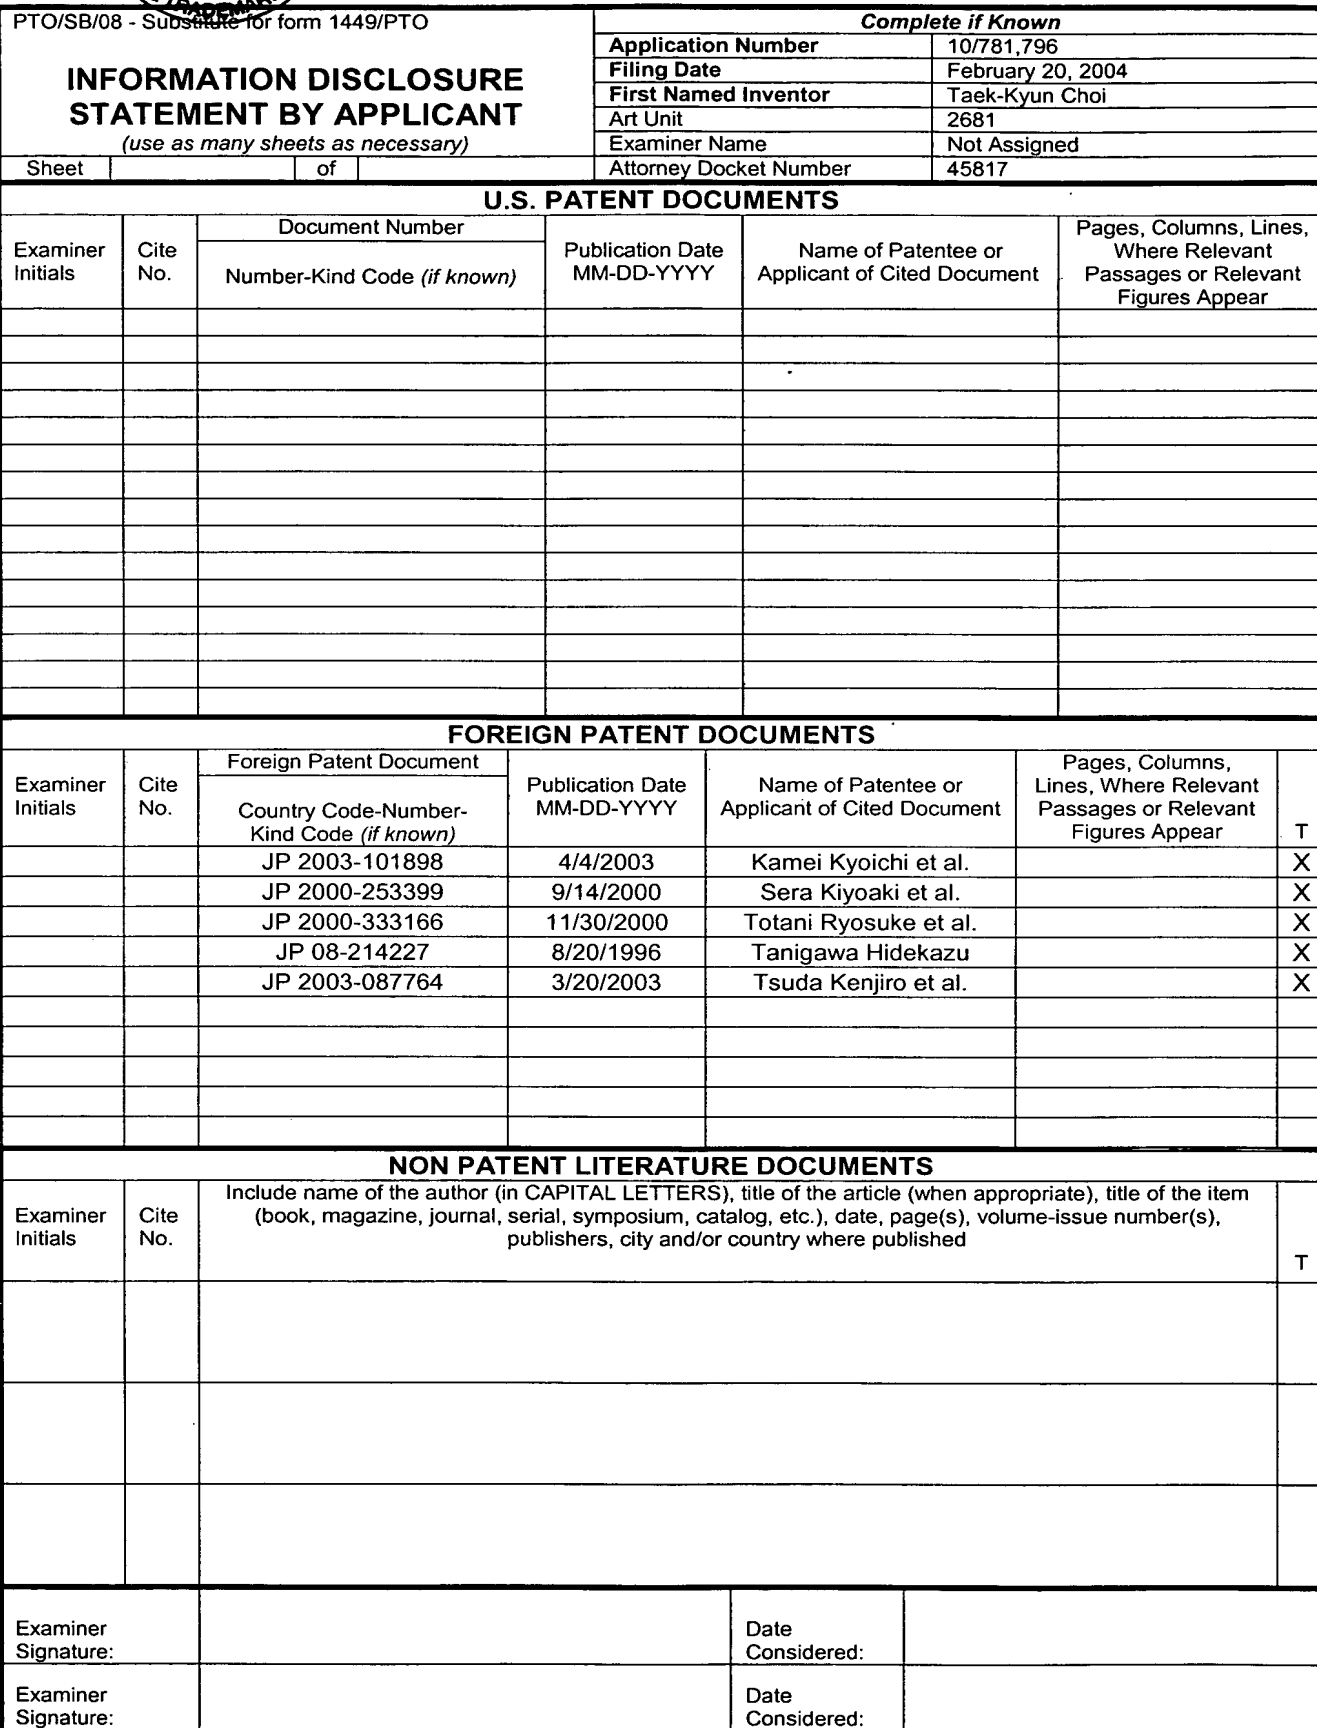 TRADEMARK
PTO/SB/08 - Substitute for form 1449/PTO
INFORMATION DISCLOSURE
STATEMENT BY APPLICANT
(use as many sheets as necessary)
Sheet of
Complete if Known
Application Number 10/781,796
Filing Date February 20, 2004
First Named Inventor Taek-Kyun Choi
Art Unit 2681
Examiner Name Not Assigned
Attorney Docket Number 45817
U.S. PATENT DOCUMENTS
Examiner
Initials
Cite
No.
Document Number
Number-Kind Code (if known)
Publication Date
MM-DD-YYYY
Name of Patentee or
Applicant of Cited Document
Pages, Columns, Lines,
Where Relevant
Passages or Relevant
Figures Appear
FOREIGN PATENT DOCUMENTS
Examiner
Initials
Cite
No.
Foreign Patent Document
Country Code-Number-
Kind Code (if known)
Publication Date
MM-DD-YYYY
Name of Patentee or
Applicant of Cited Document
Pages, Columns,
Lines, Where Relevant
Passages or Relevant
Figures Appear
T
JP 2003-101898 4/4/2003 Kamei Kyoichi et al. X
JP 2000-253399 9/14/2000 Sera Kiyoaki et al. X
JP 2000-333166 11/30/2000 Totani Ryosuke et al. X
JP 08-214227 8/20/1996 Tanigawa Hidekazu X
JP 2003-087764 3/20/2003 Tsuda Kenjiro et al. X
NON PATENT LITERATURE DOCUMENTS
Examiner
Initials
Cite
No.
Include name of the author (in CAPITAL LETTERS), title of the article (when appropriate), title of the item
(book, magazine, journal, serial, symposium, catalog, etc.), date, page(s), volume-issue number(s),
publishers, city and/or country where published
T
Examiner
Signature:
Date
Considered:
Examiner
Signature:
Date
Considered: